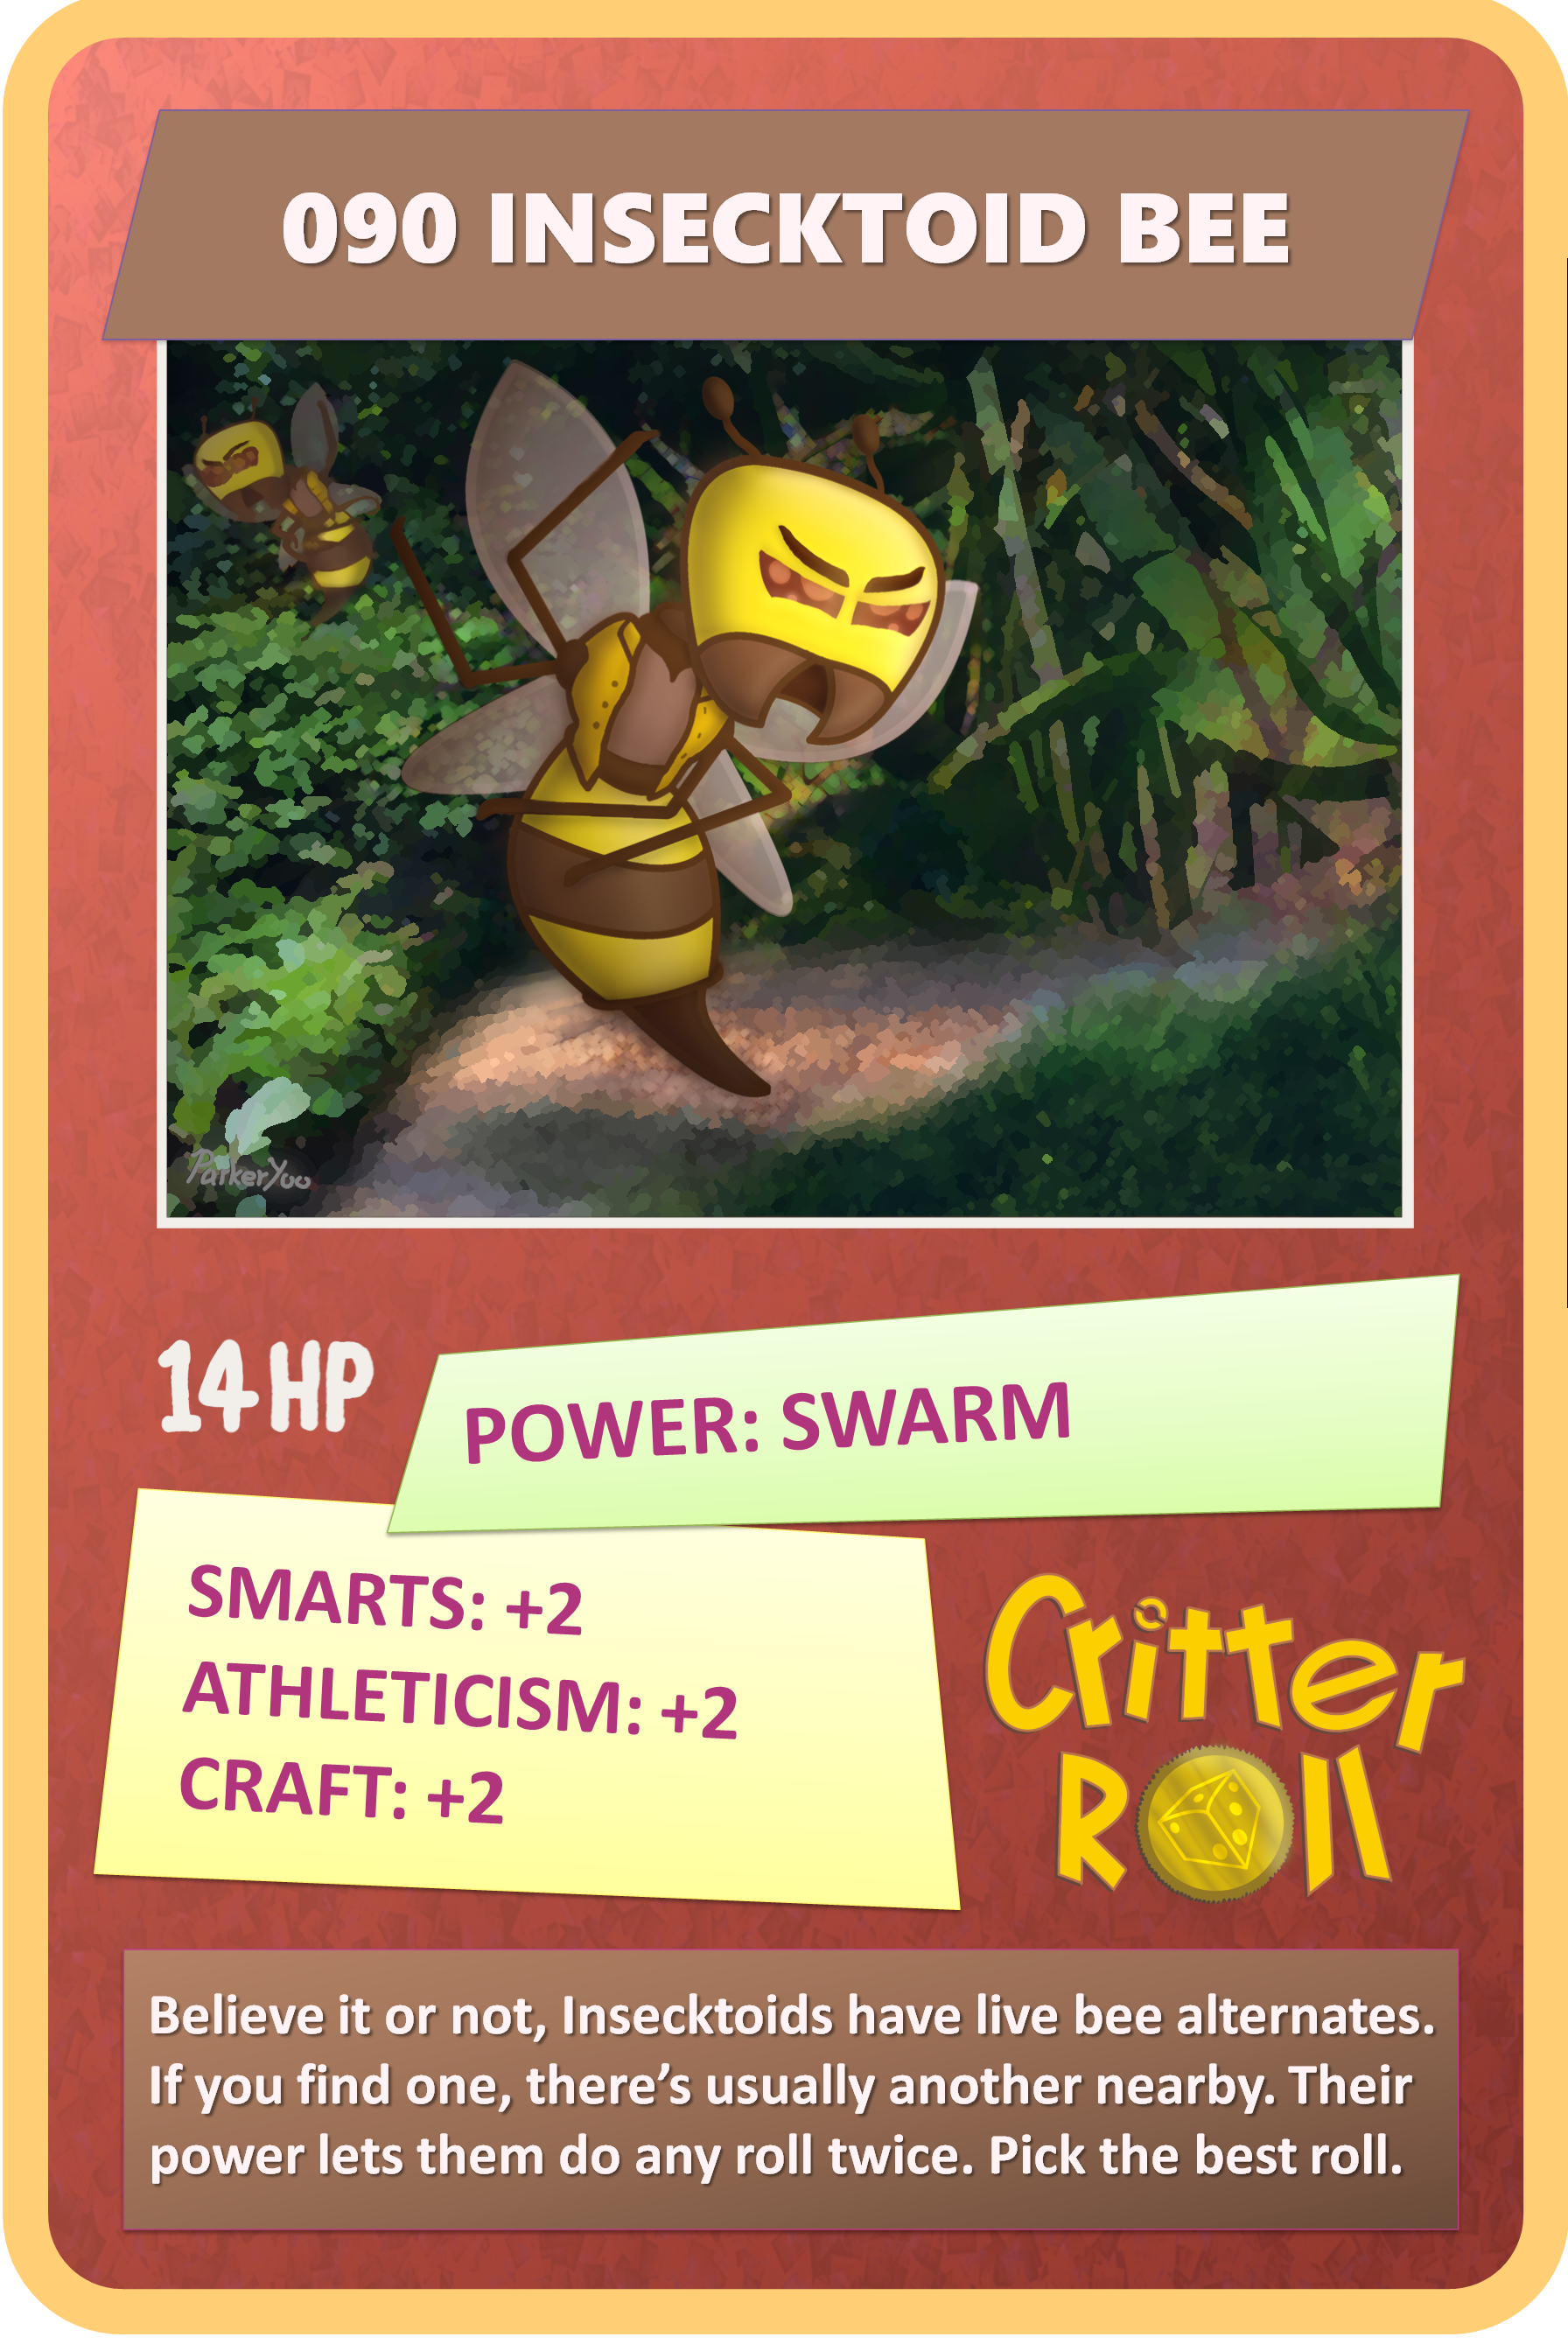 090 INSECKTOID BEE
ParkerYoo
14 HP
POWER: SWARM
SMARTS: +2
ATHLETICISM: +2
CRAFT: +2
Critter
Roll
Believe it or not, Insecktoids have live bee alternates.
If you find one, there’s usually another nearby. Their
power lets them do any roll twice. Pick the best roll.